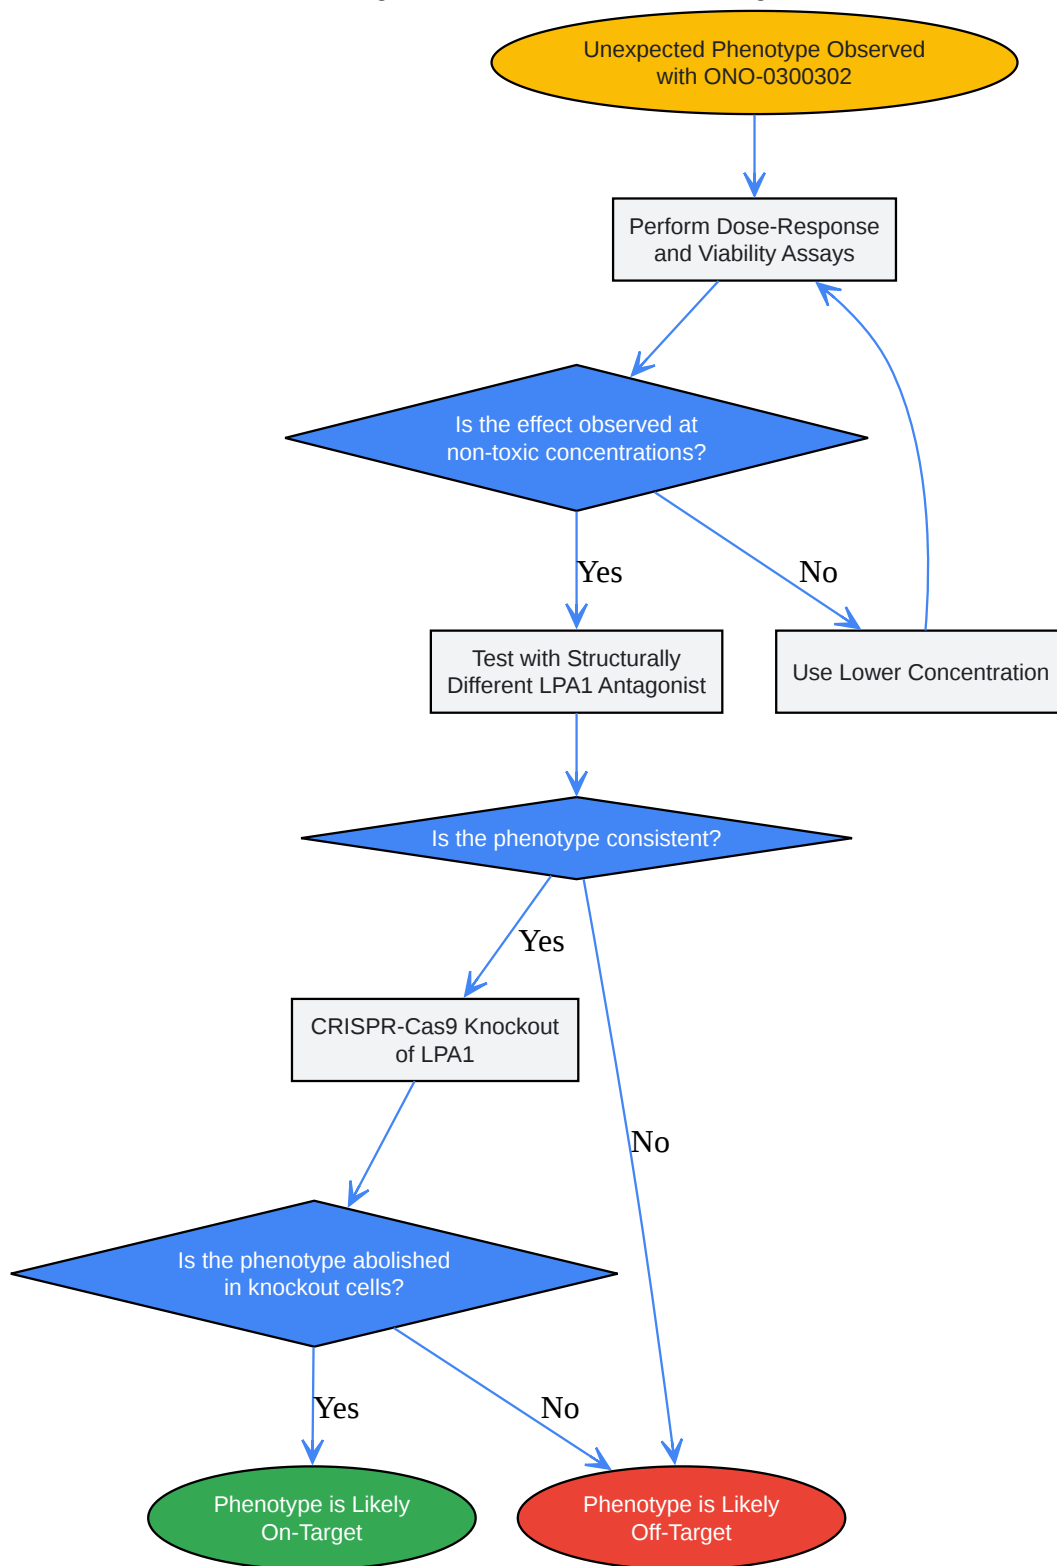 Unexpected Phenotype Observed
with ONO-0300302
Perform Dose-Response
and Viability Assays
Is the effect observed at
non-toxic concentrations?
Yes
No
Test with Structurally
Different LPA1 Antagonist
Use Lower Concentration
Is the phenotype consistent?
Yes
CRISPR-Cas9 Knockout
of LPA1
No
Is the phenotype abolished
in knockout cells?
Yes
No
Phenotype is Likely
On-Target
Phenotype is Likely
Off-Target